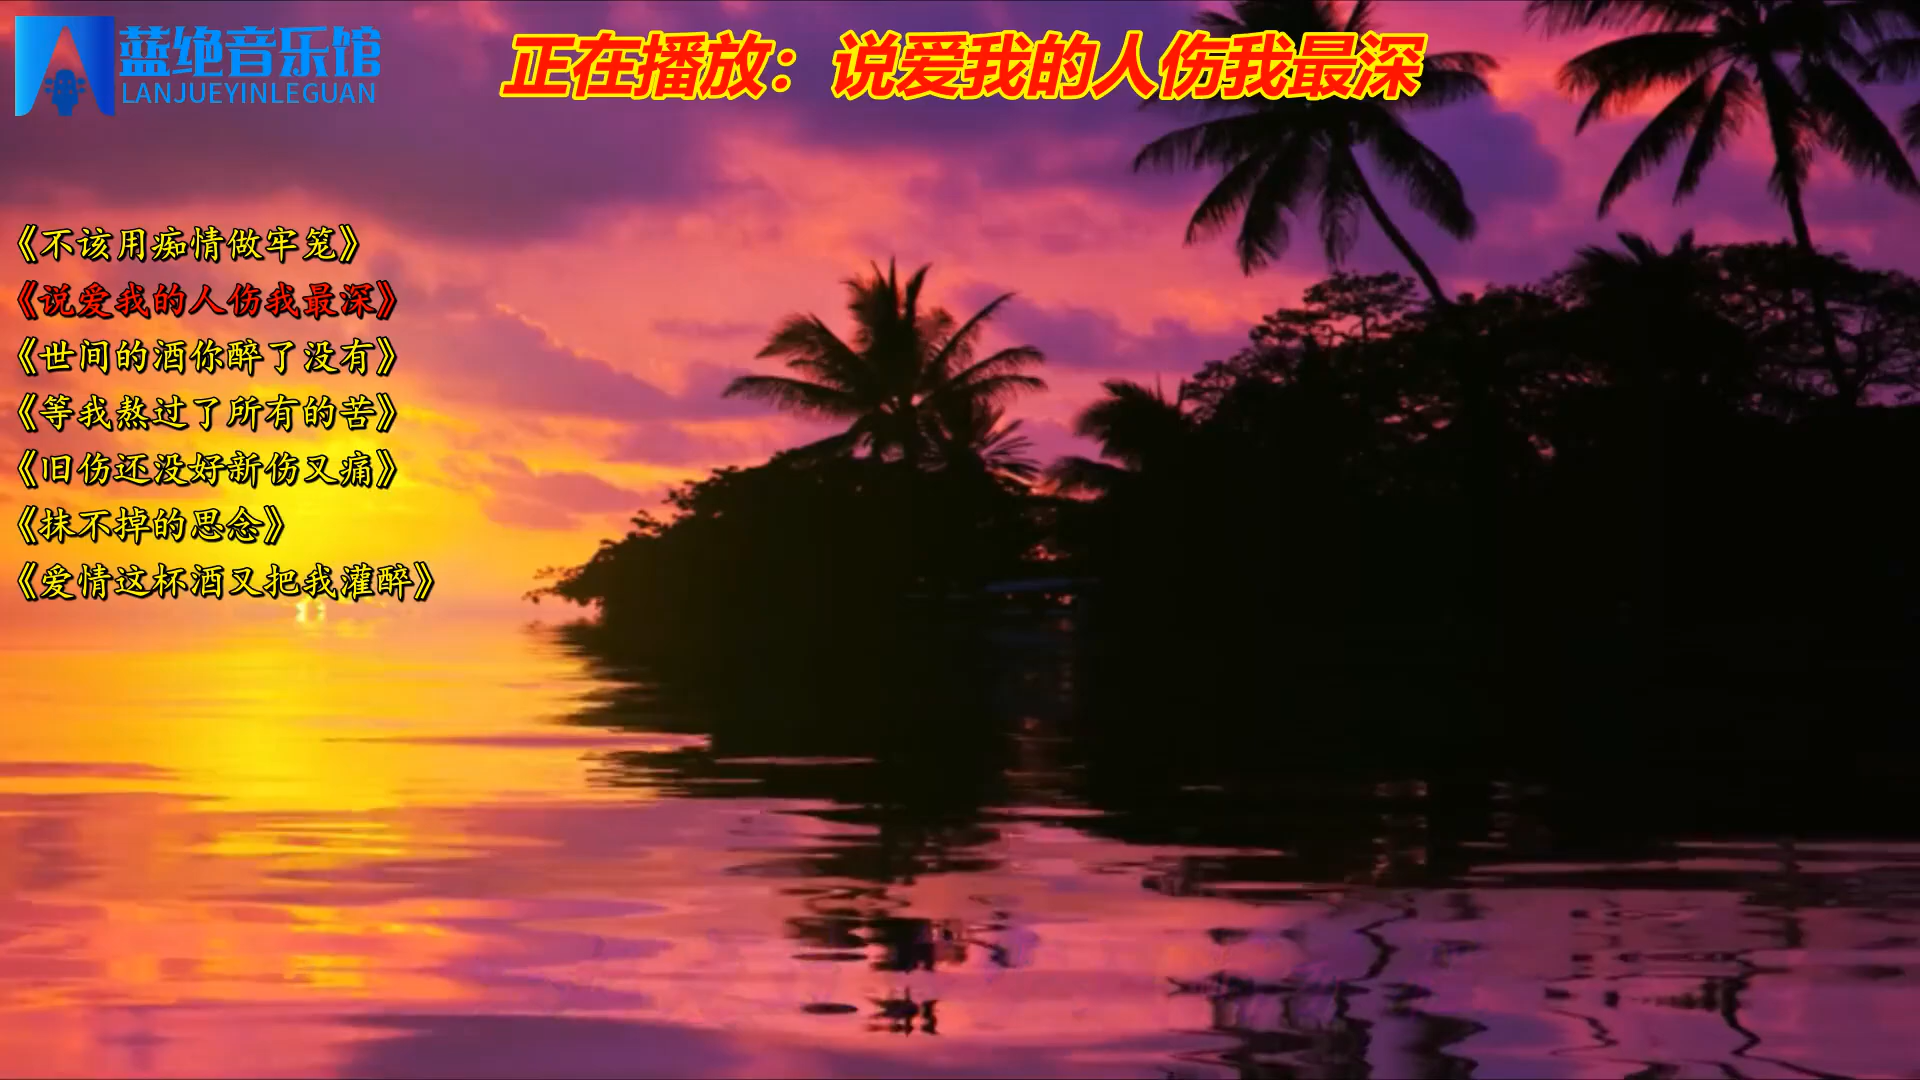 蓝绝音乐馆
LANJUEYINLEGUAN
正在播放：说爱我的人伤我最深
《不该用痴情做牢笼》
《说爱我的人伤我最深》
《世间的酒你醉了没有》
《等我熬过了所有的苦》
《旧伤还没好新伤又痛》
《抹不掉的思念》
《爱情这杯酒又把我灌醉》